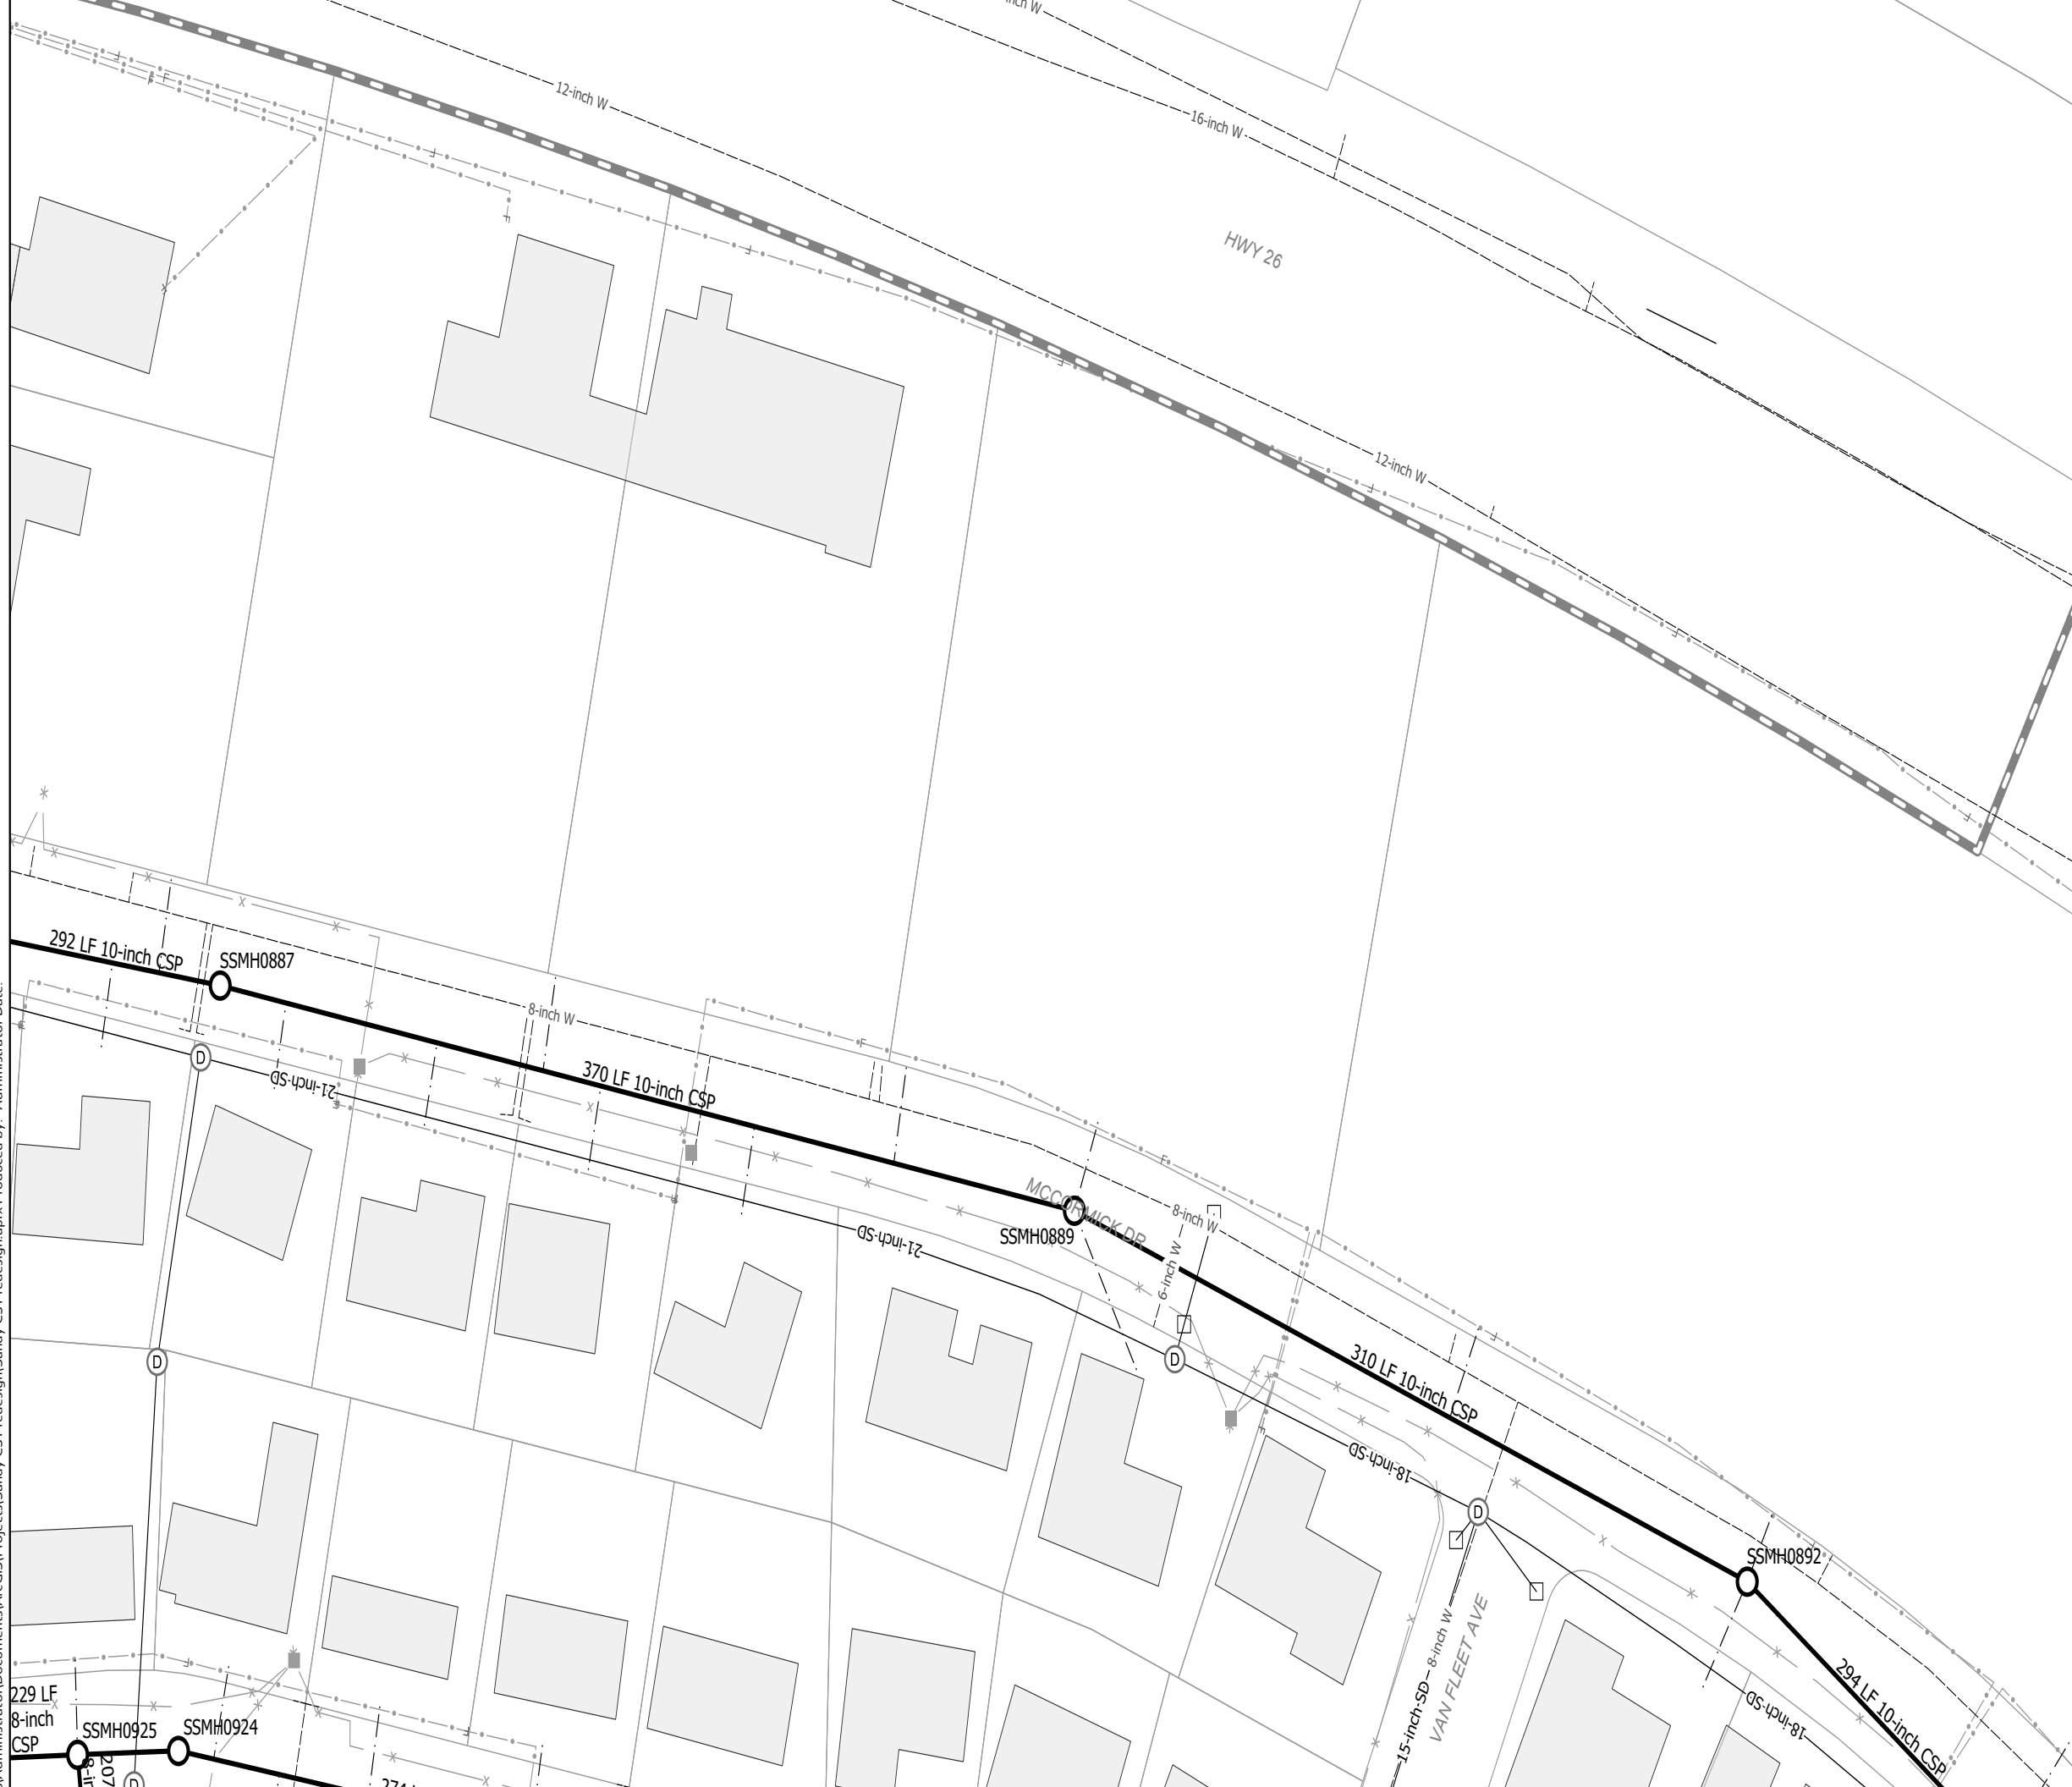 12-inch W
16-inch W
HWY 26
12-inch W
292 LF 10-inch CSP
SSMH0887
8-inch W
D
21-inch-SD
370 LF 10-inch CSP
MCCORMICK DR
SSMH0889
8-inch W
21-inch-SD
6-inch W
D
D
310 LF 10-inch CSP
18-inch-SD
D
SSMH0892
8-inch W
15-inch-SD
VAN FLEET AVE
294 LF 10-inch CSP
18-inch-SD
229 LF
8-inch
CSP
SSMH0925
SSMH0924
207
D